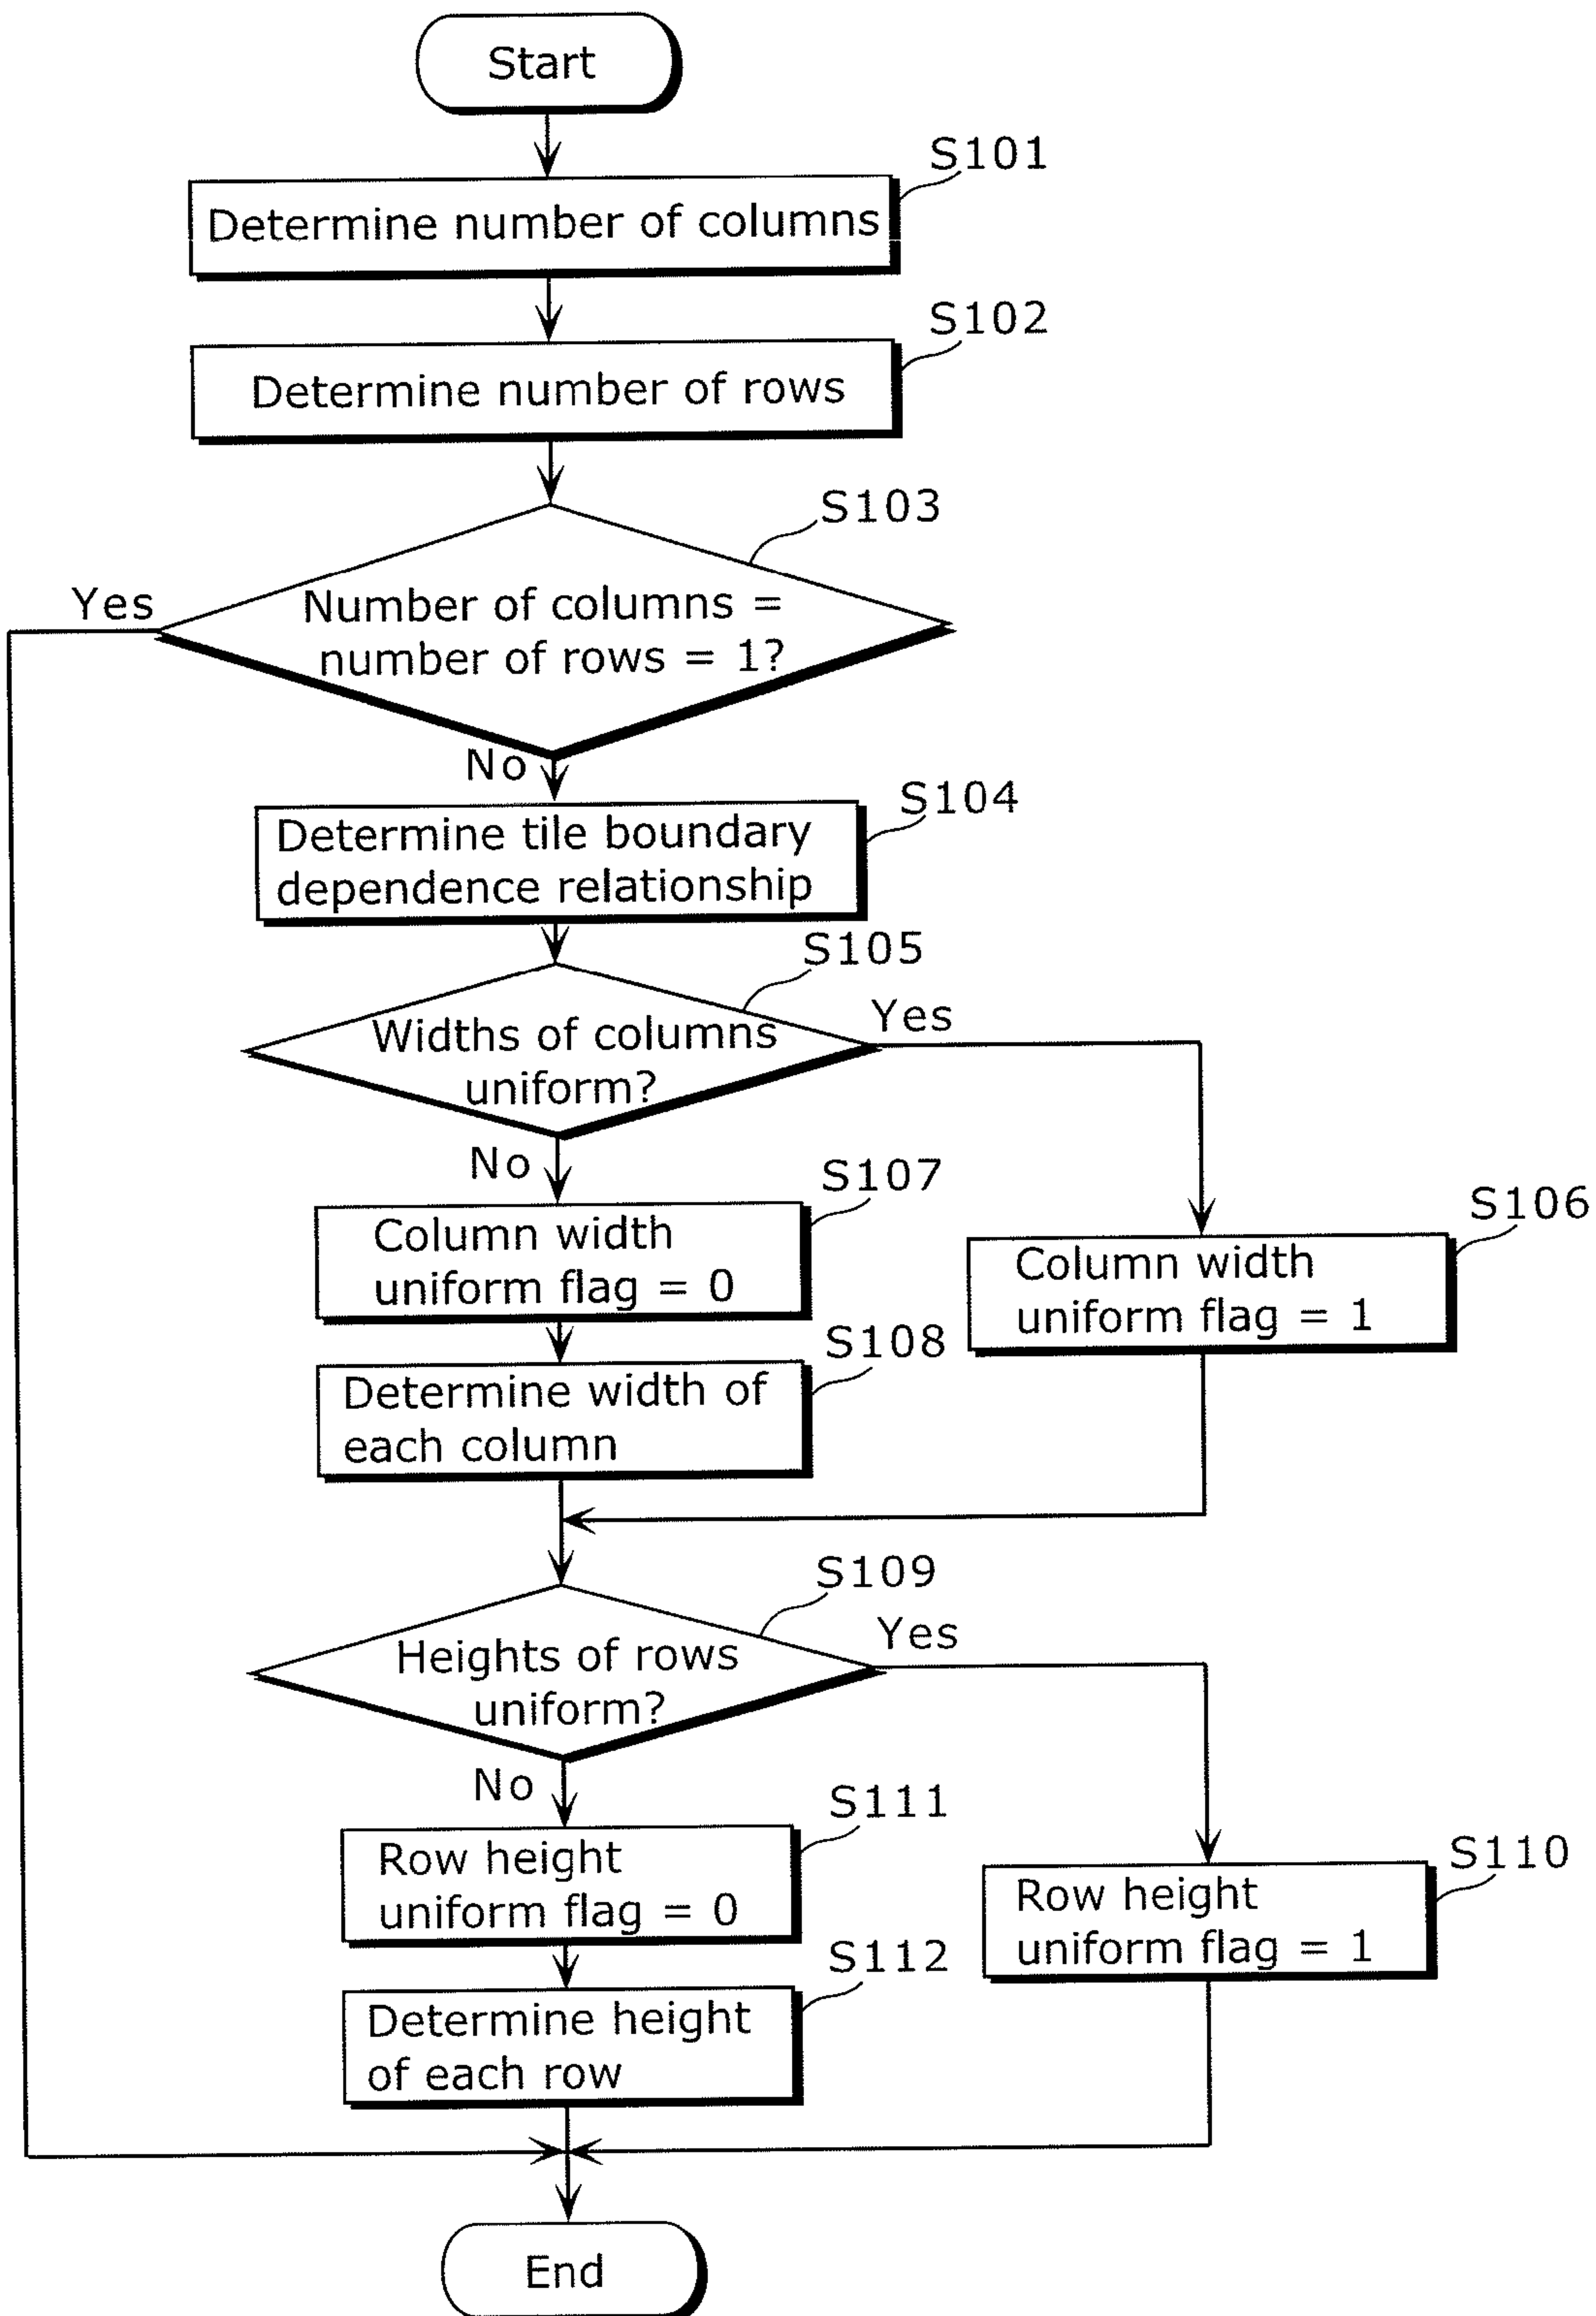 Start
S101
Determine number of columns
S102
Determine number of rows
S103
Yes
Number of columns =
number of rows = 1?
No
S104
Determine tile boundary
dependence relationship
S105
Yes
Widths of columns
uniform?
No
S107
Column width
uniform flag = 0
S106
Column width
uniform flag = 1
S108
Determine width of
each column
S109
Yes
Heights of rows
uniform?
No
S111
Row height
uniform flag = 0
S110
Row height
uniform flag = 1
S112
Determine height
of each row
End